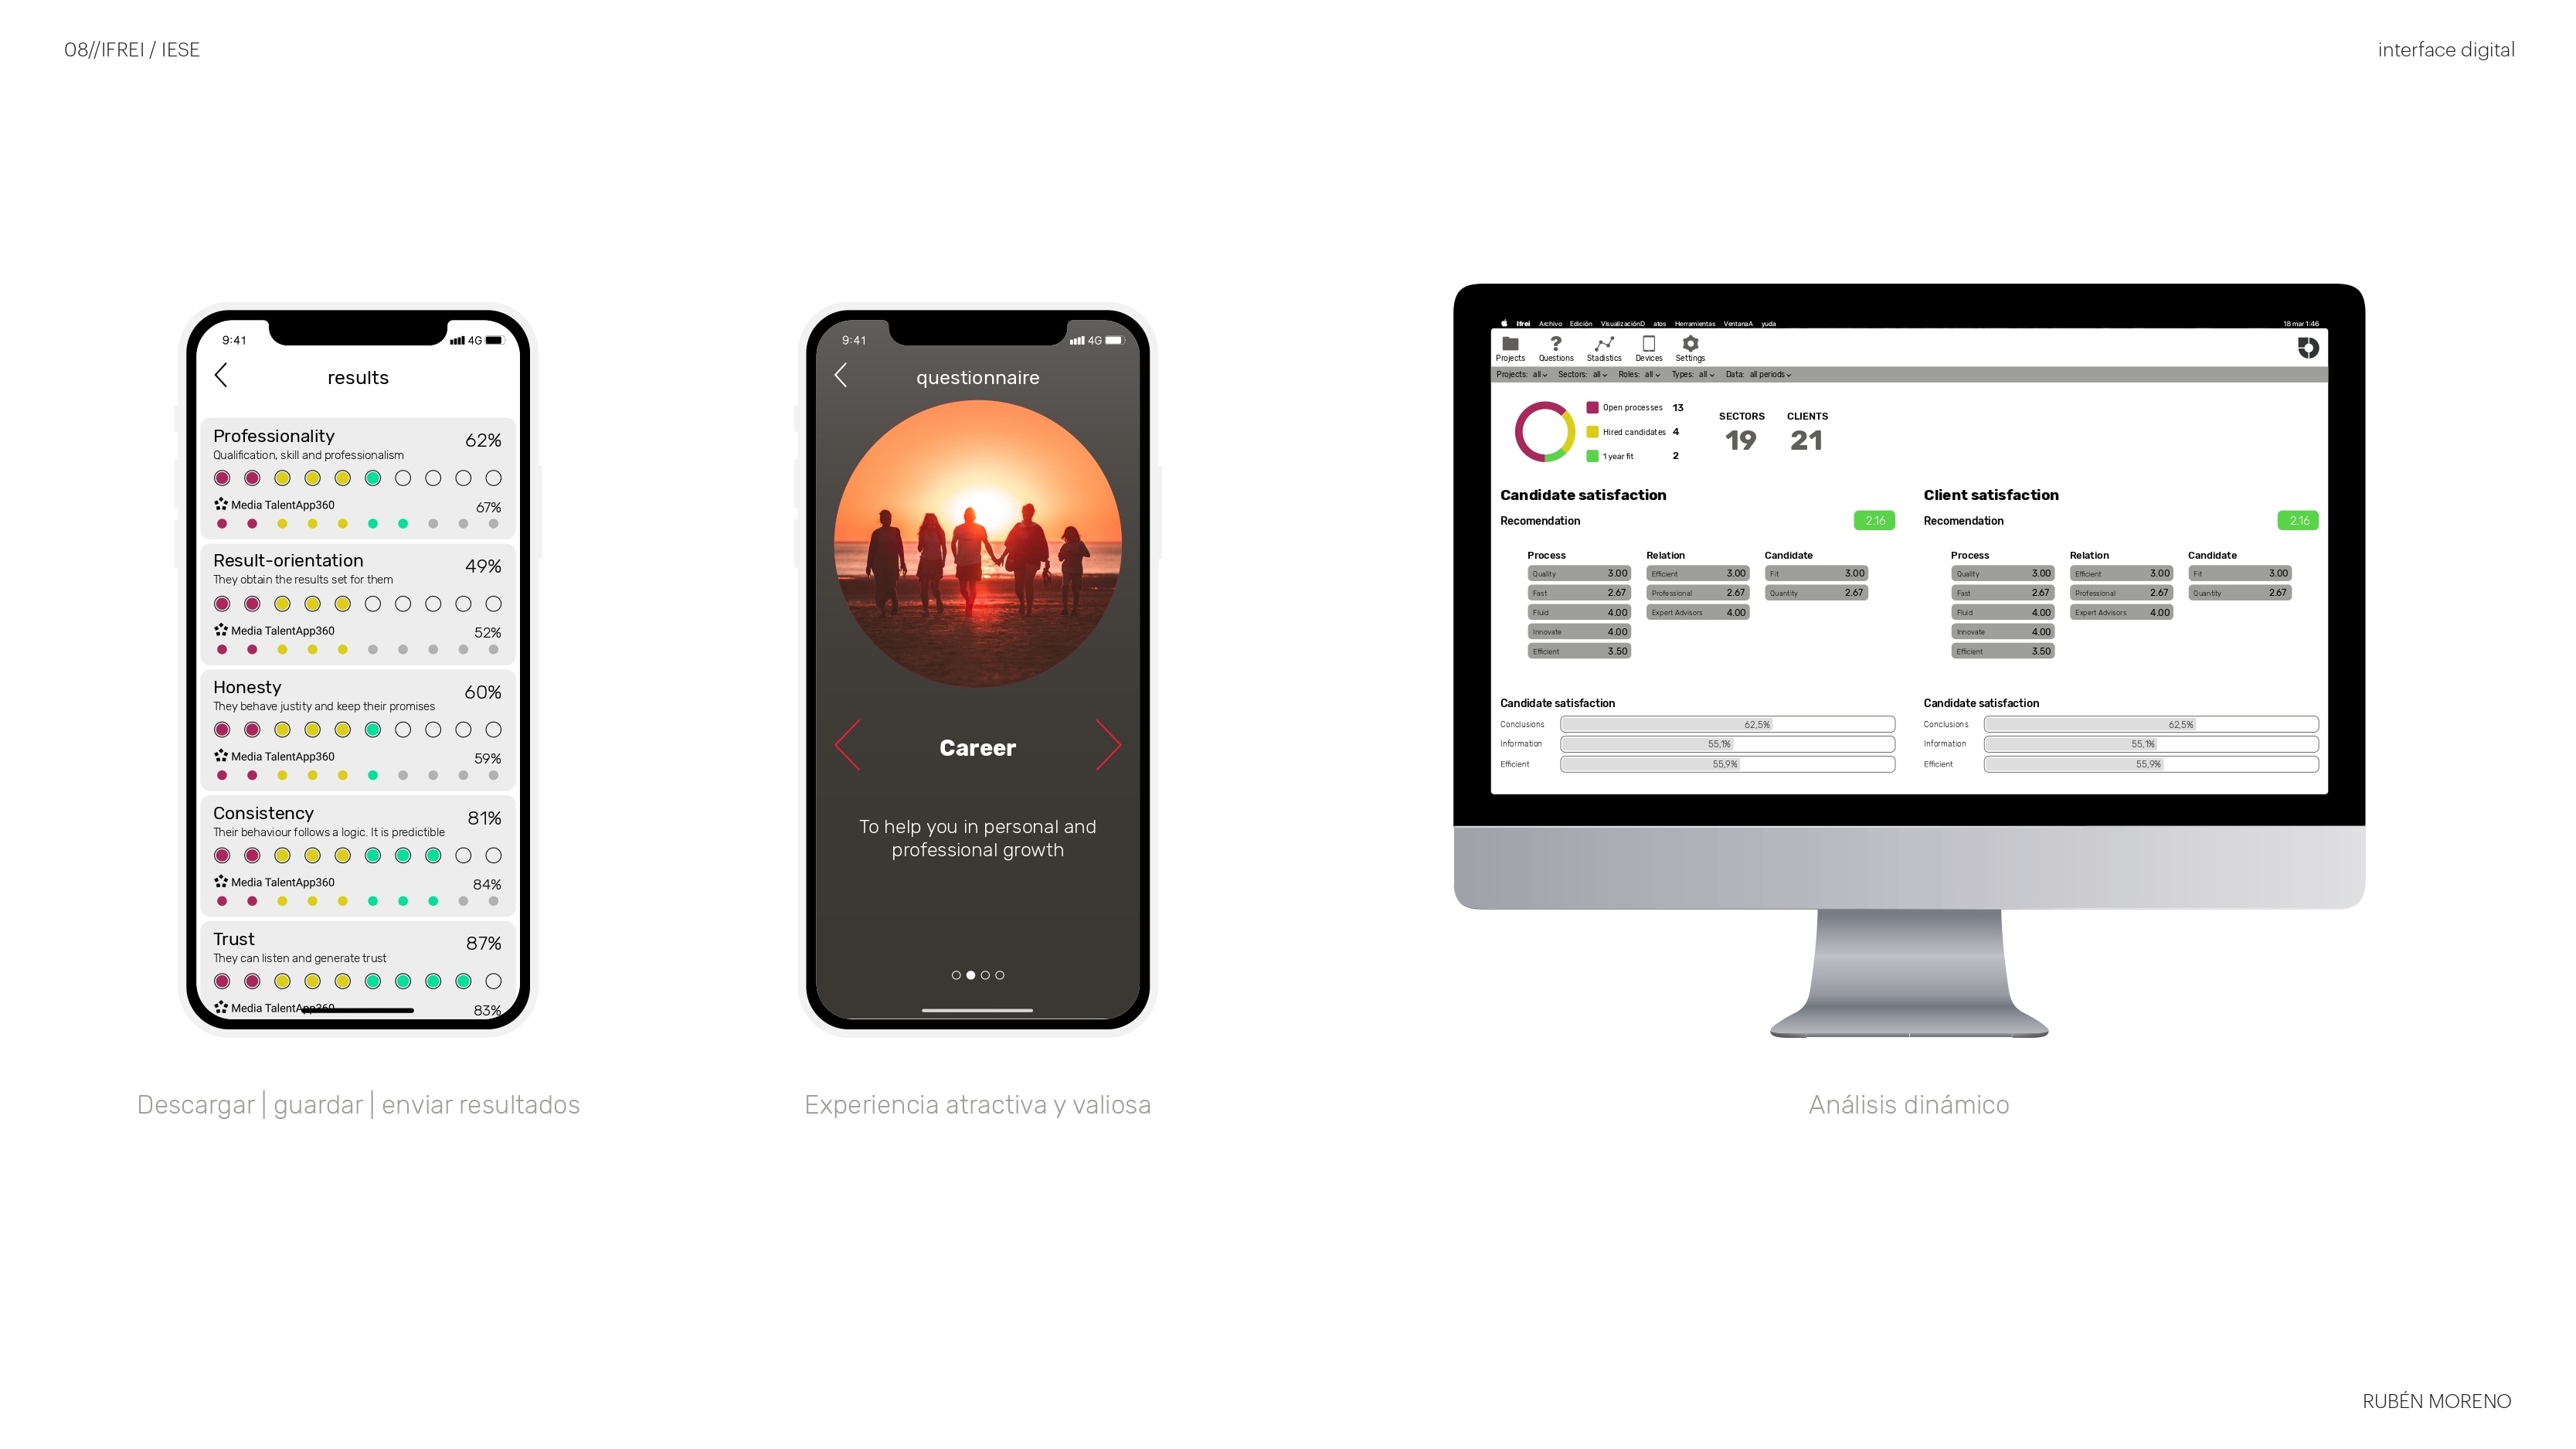 08//IFREI / IESE
interface digital
9:41
4G
results
Professionality 62%
Qualification, skill and professionalism
Media TalentApp360 67%
Result-orientation 49%
They obtain the results set for them
Media TalentApp360 52%
Honesty 60%
They behave justity and keep their promises
Media TalentApp360 59%
Consistency 81%
Their behaviour follows a logic. It is predictible
Media TalentApp360 84%
Trust 87%
They can listen and generate trust
Media TalentApp360 83%
Descargar | guardar | enviar resultados
9:41
4G
questionnaire
Career
To help you in personal and
professional growth
Experiencia atractiva y valiosa
Ifrei Archivo Edición VisualizaciónD atos Herramientas VentanaA yuda 18 mar 1:46
Projects Questions Stadistics Devices Settings
Projects: all Sectors: all Roles: all Types: all Data: all periods
Open processes 13
Hired candidates 4
1 year fit 2
SECTORS CLIENTS
19 21
Candidate satisfaction
Recomendation 2.16
Process Relation Candidate
Quality 3.00 Efficient 3.00 Fit 3.00
Fast 2.67 Professional 2.67 Quantity 2.67
Fluid 4.00 Expert Advisors 4.00
Innovate 4.00
Efficient 3.50
Candidate satisfaction
Conclusions 62,5%
Information 55,1%
Efficient 55,9%
Client satisfaction
Recomendation 2.16
Process Relation Candidate
Quality 3.00 Efficient 3.00 Fit 3.00
Fast 2.67 Professional 2.67 Quantity 2.67
Fluid 4.00 Expert Advisors 4.00
Innovate 4.00
Efficient 3.50
Candidate satisfaction
Conclusions 62,5%
Information 55,1%
Efficient 55,9%
Análisis dinámico
RUBÉN MORENO